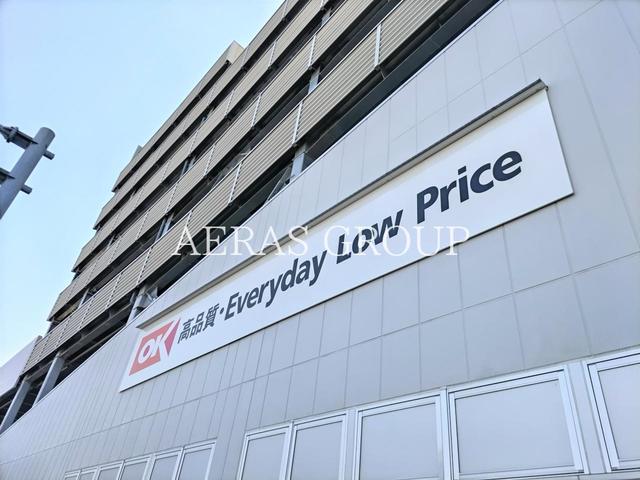 OK 高品質・Everyday Low Price
AERAS GROUP